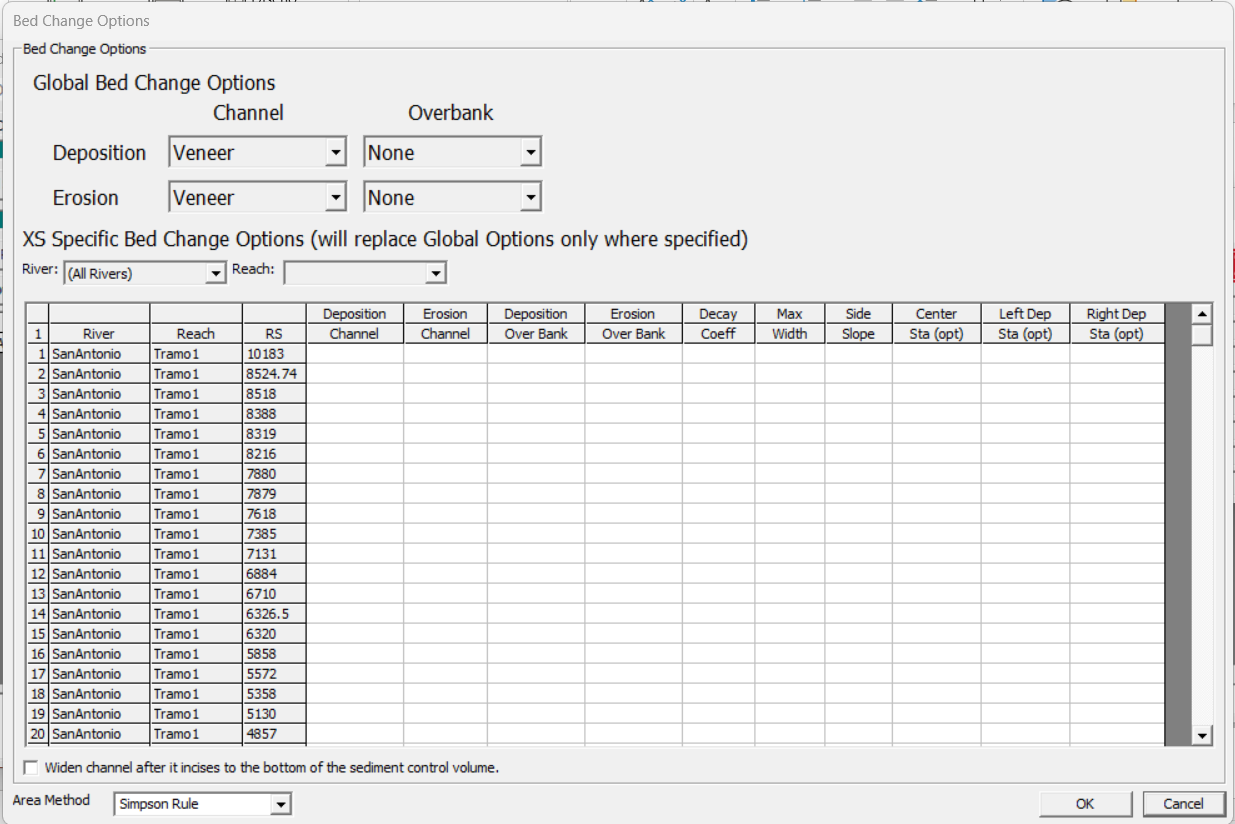 Bed Change Options
Bed Change Options
Global Bed Change Options
Channel Overbank
Deposition Veneer None
Erosion Veneer None
XS Specific Bed Change Options (will replace Global Options only where specified)
River: (All Rivers) Reach:
Deposition Erosion Deposition Erosion Decay Max Side Center Left Dep Right Dep
1 River Reach RS Channel Channel Over Bank Over Bank Coeff Width Slope Sta (opt) Sta (opt) Sta (opt)
1 SanAntonio Tramo1 10183
2 SanAntonio Tramo1 8524.74
3 SanAntonio Tramo1 8518
4 SanAntonio Tramo1 8388
5 SanAntonio Tramo1 8319
6 SanAntonio Tramo1 8216
7 SanAntonio Tramo1 7880
8 SanAntonio Tramo1 7879
9 SanAntonio Tramo1 7618
10 SanAntonio Tramo1 7385
11 SanAntonio Tramo1 7131
12 SanAntonio Tramo1 6884
13 SanAntonio Tramo1 6710
14 SanAntonio Tramo1 6326.5
15 SanAntonio Tramo1 6320
16 SanAntonio Tramo1 5858
17 SanAntonio Tramo1 5572
18 SanAntonio Tramo1 5358
19 SanAntonio Tramo1 5130
20 SanAntonio Tramo1 4857
Widen channel after it incises to the bottom of the sediment control volume.
Area Method Simpson Rule OK Cancel